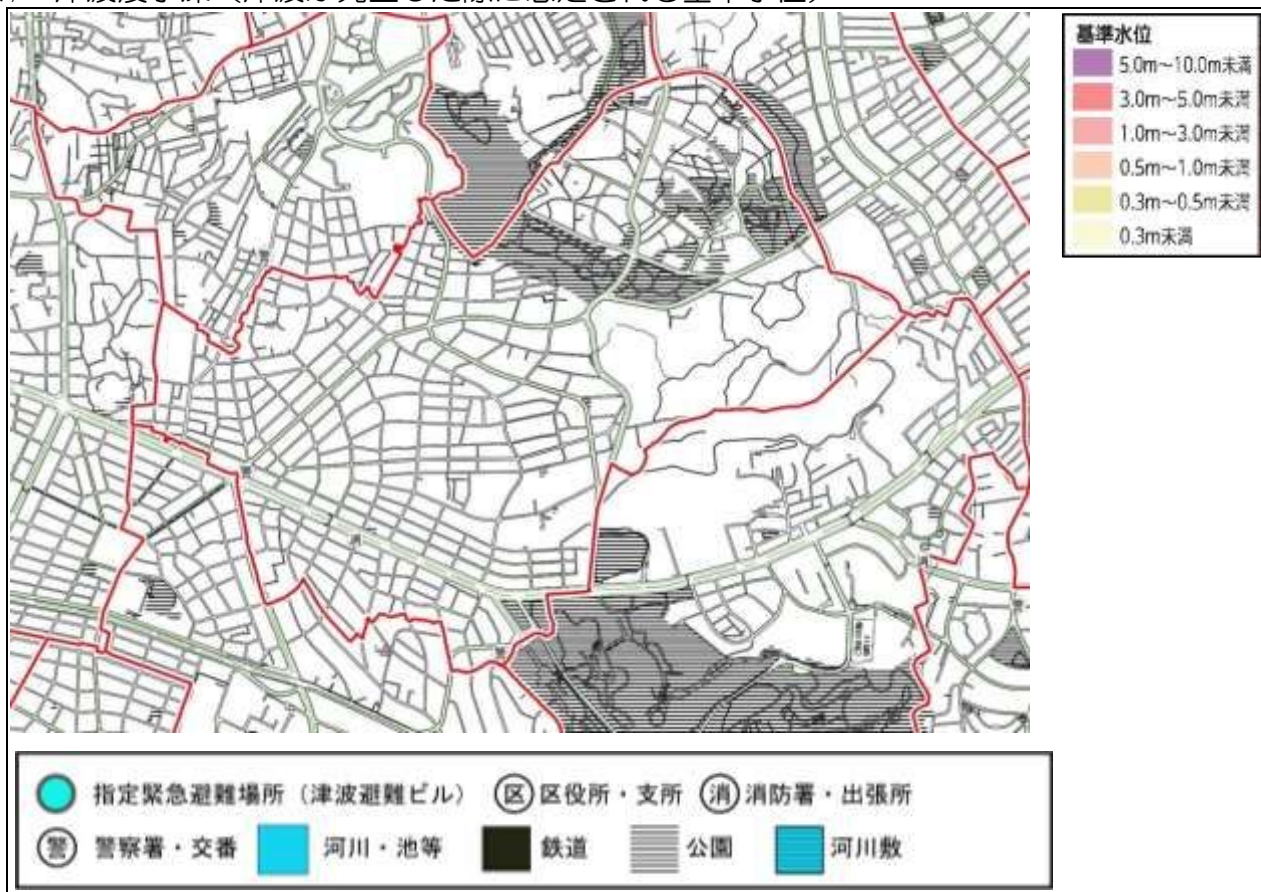 基準水位
5.0m～10.0m未満
3.0m～5.0m未満
1.0m～3.0m未満
0.5m～1.0m未満
0.3m～0.5m未満
0.3m未満
指定緊急避難場所（津波避難ビル） 区 区役所・支所 消 消防署・出張所
警 警察署・交番 河川・池等 鉄道 公園 河川敷